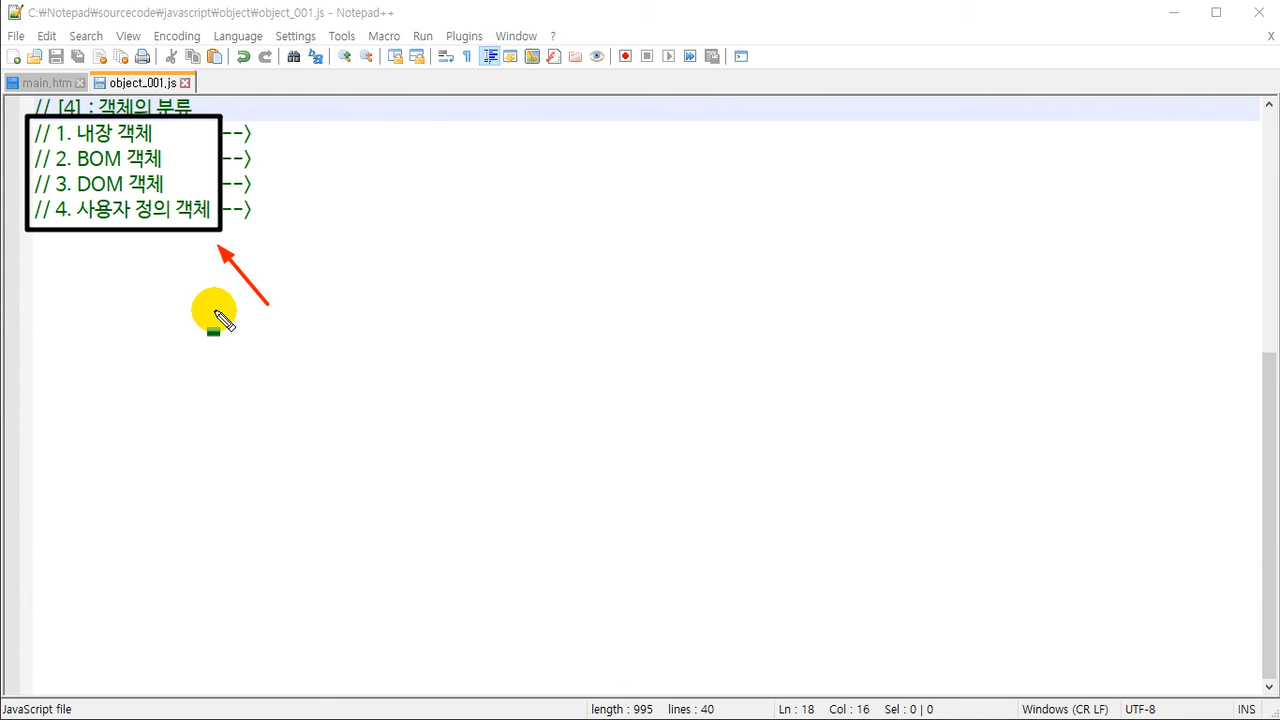 C:\Notepad\sourcecode\javascript\object\object_001.js - Notepad++
File Edit Search View Encoding Language Settings Tools Macro Run Plugins Window ? X
main.htm object_001.js
// [4] : 객체의 분류
// 1. 내장 객체 -->
// 2. BOM 객체 -->
// 3. DOM 객체 -->
// 4. 사용자 정의 객체 -->
JavaScript file length : 995 lines : 40 Ln : 18 Col : 16 Sel : 0 | 0 Windows (CR LF) UTF-8 INS